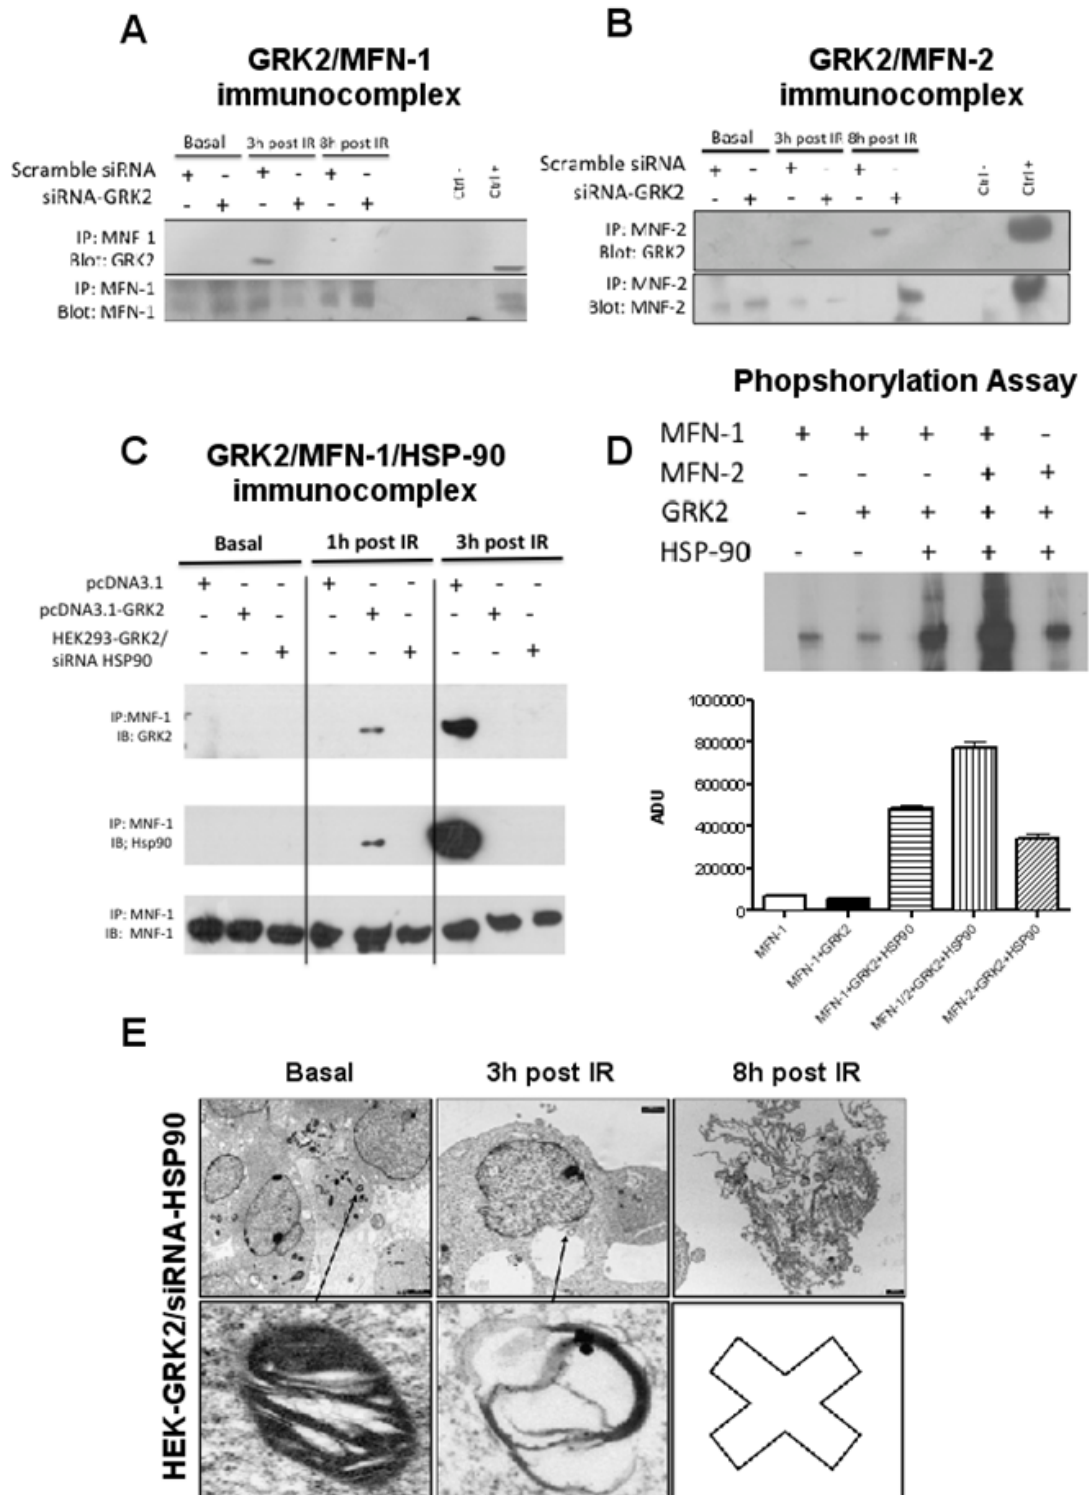 A
GRK2/MFN-1
immunocomplex
Basal 3h post IR 8h post IR
Scramble siRNA + - + - + - Ctrl - Ctrl +
siRNA-GRK2 - + - + - +
IP: MNF 1
Blot: GRK2
IP: MFN-1
Blot: MFN-1
B
GRK2/MFN-2
immunocomplex
Basal 3h post IR 8h post IR
Scramble siRNA + - + - + - Ctrl - Ctrl +
siRNA-GRK2 - + - + - +
IP: MNF-2
Blot: GRK2
IP: MNF-2
Blot: MNF-2
C
GRK2/MFN-1/HSP-90
immunocomplex
Basal 1h post IR 3h post IR
pcDNA3.1 + - - + - - + - -
pcDNA3.1-GRK2 - + - - + - - + -
HEK293-GRK2/
siRNA HSP90 - - + - - + - - +
IP:MNF-1
IB: GRK2
IP: MNF-1
IB; Hsp90
IP: MNF-1
IB: MNF-1
D
Phopshorylation Assay
MFN-1 + + + + -
MFN-2 - - - + +
GRK2 - + + + +
HSP-90 - - + + +
1000000
800000
600000
400000
200000
0
ADU
MFN-1
MFN-1+GRK2
MFN-1+GRK2+HSP90
MFN-1/2+GRK2+HSP90
MFN-2+GRK2+HSP90
E
Basal 3h post IR 8h post IR
HEK-GRK2/siRNA-HSP90